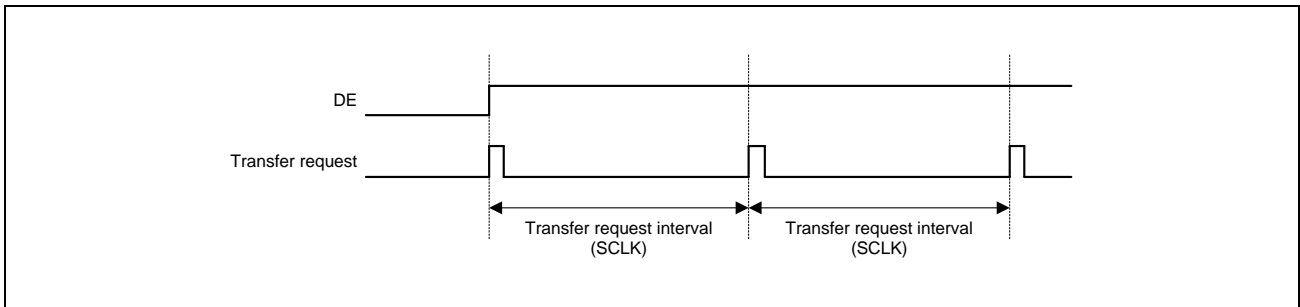 DE
Transfer request
Transfer request interval
(SCLK)
Transfer request interval
(SCLK)